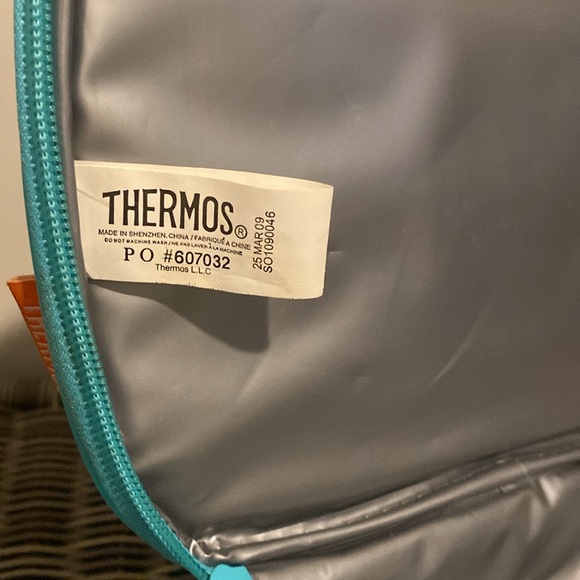 THERMOS®
MADE IN SHENZHEN, CHINA / FABRIQUÉ A CHINE
DO NOT MACHINE WASH / NE PAS LAVER À LA MACHINE
PO #607032
Thermos L.L.C
25 MAR 09
SO1090046